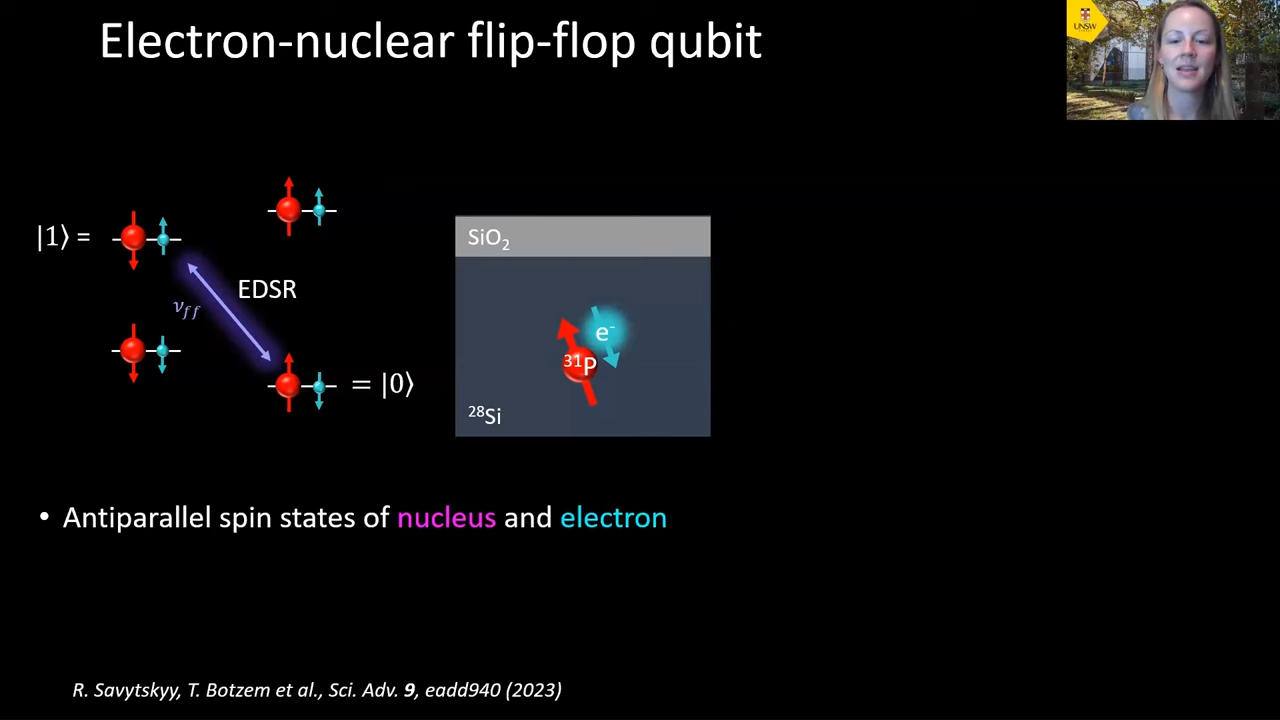 Electron-nuclear flip-flop qubit
UNSW
|1⟩ =
EDSR
ν_ff
= |0⟩
SiO₂
e⁻
³¹P
²⁸Si
• Antiparallel spin states of nucleus and electron
R. Savytskyy, T. Botzem et al., Sci. Adv. 9, eadd940 (2023)